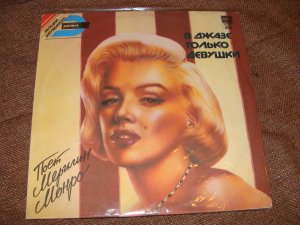 В ДЖАЗЕ
ТОЛЬКО
ДЕВУШКИ
Поет
Мерилин
Монро